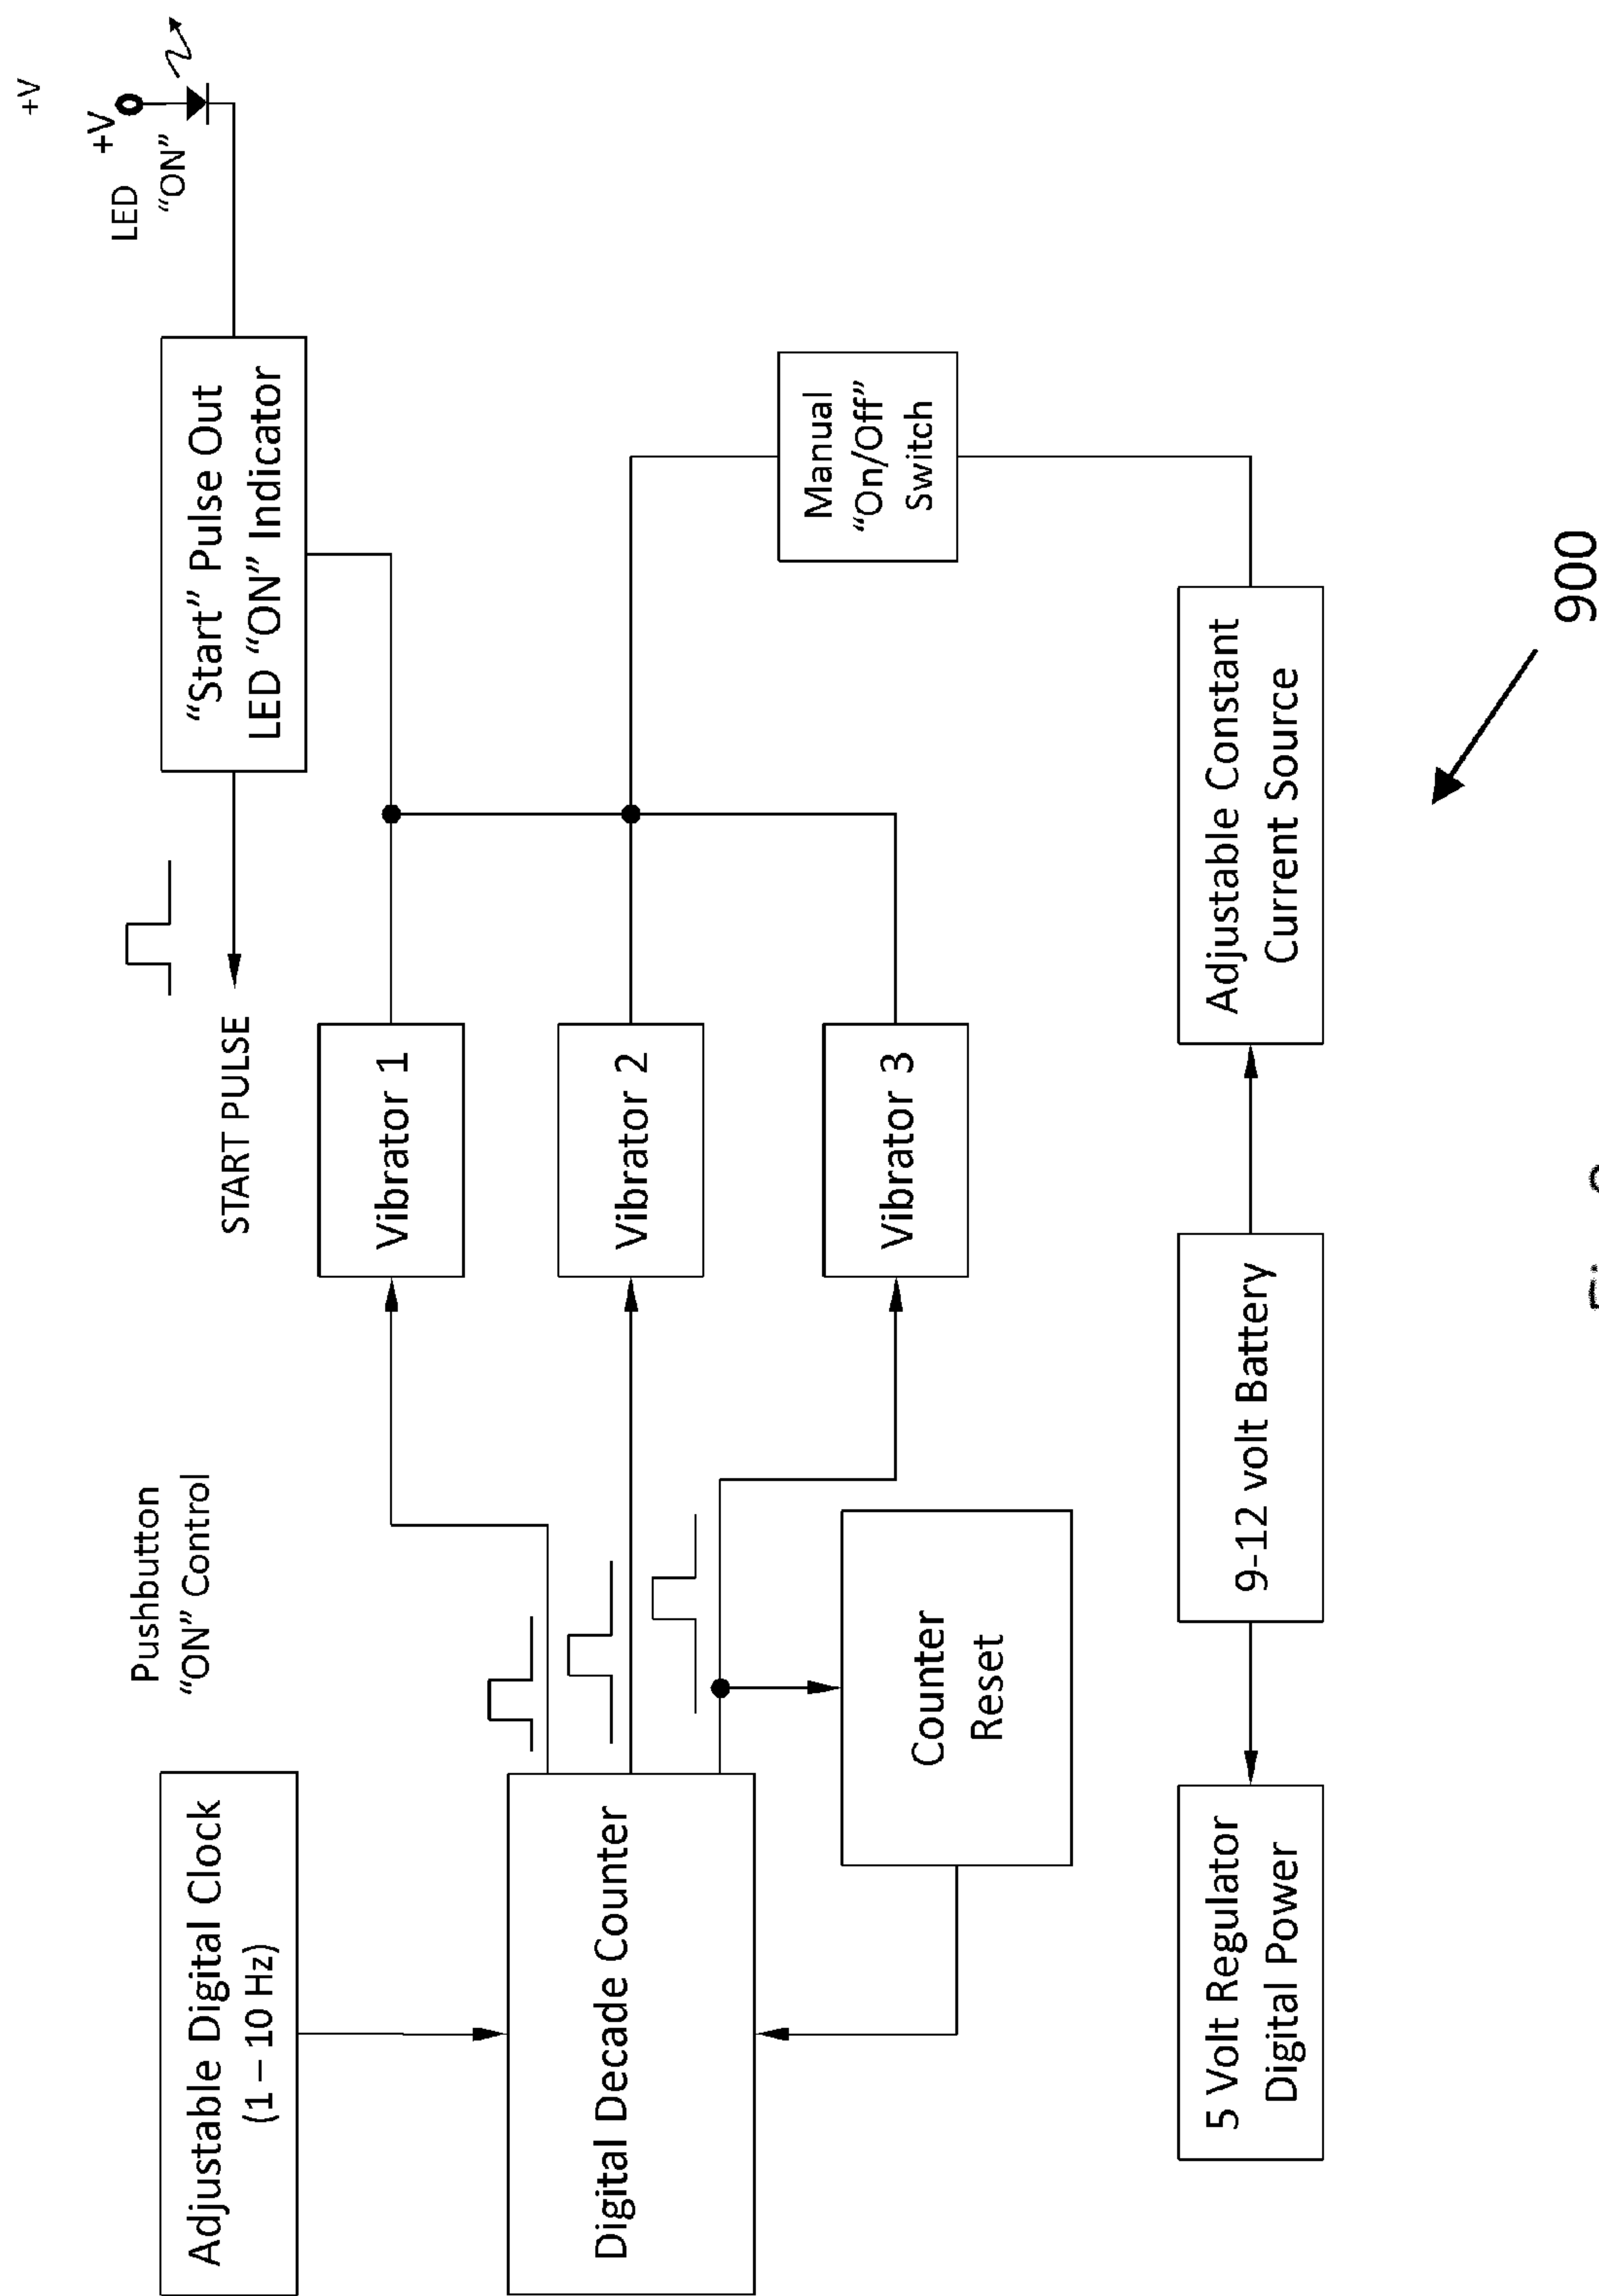 +V
+V
LED
“ON”
“Start” Pulse Out
LED “ON” Indicator
START PULSE
Pushbutton
“ON” Control
Adjustable Digital Clock
(1 – 10 Hz)
Vibrator 1
Vibrator 2
Vibrator 3
Manual
“On/Off”
Switch
Digital Decade Counter
Counter
Reset
5 Volt Regulator
Digital Power
9-12 volt Battery
Adjustable Constant
Current Source
900